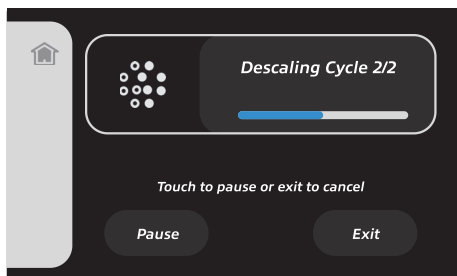 Descaling Cycle 2/2
Touch to pause or exit to cancel
Pause
Exit